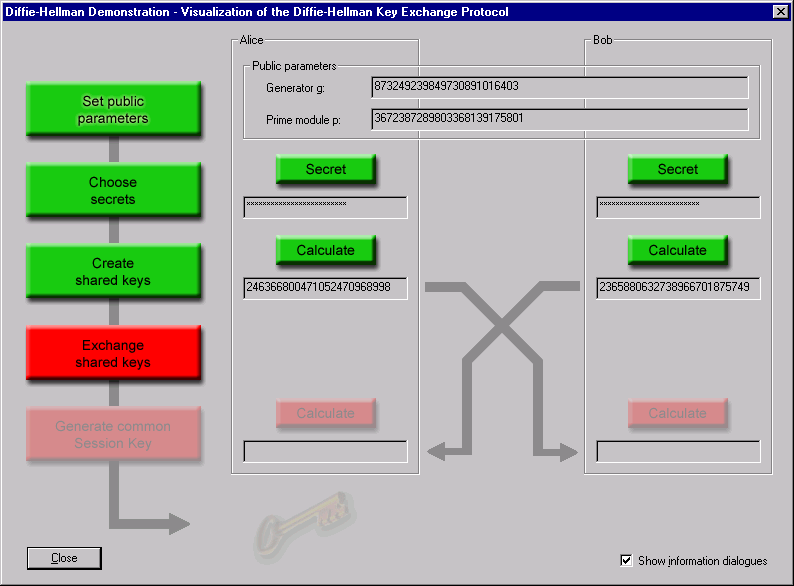 Diffie-Hellman Demonstration - Visualization of the Diffie-Hellman Key Exchange Protocol
Alice
Bob
Public parameters
Generator g:
873249239849730891016403
Prime module p:
3672387289803368139175801
Set public
parameters
Choose
secrets
Create
shared keys
Exchange
shared keys
Generate common
Session Key
Secret
*************************
Calculate
246366800471052470968998
Calculate
Secret
*************************
Calculate
2365880632738966701875749
Calculate
Close
Show information dialogues